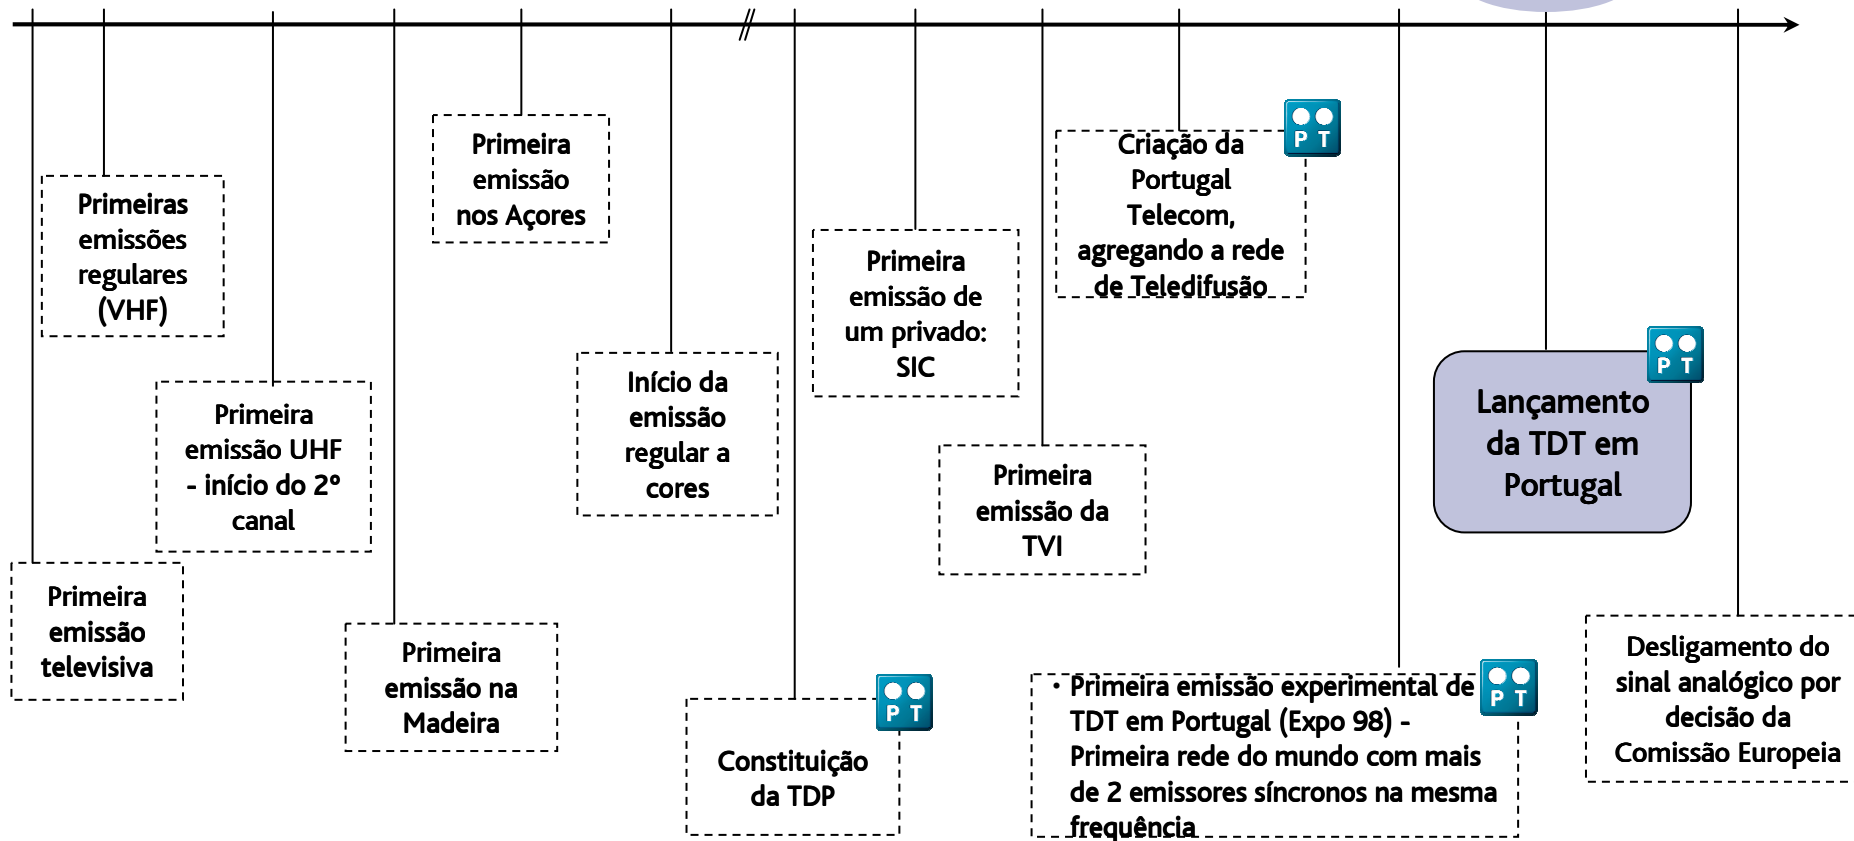 Primeira
emissão
televisiva
Primeiras
emissões
regulares
(VHF)
Primeira
emissão UHF
- início do 2º
canal
Primeira
emissão na
Madeira
Primeira
emissão
nos Açores
Início da
emissão
regular a
cores
P T
Constituição
da TDP
Primeira
emissão de
um privado:
SIC
Primeira
emissão da
TVI
P T
Criação da
Portugal
Telecom,
agregando a rede
de Teledifusão
P T
• Primeira emissão experimental de
TDT em Portugal (Expo 98) -
Primeira rede do mundo com mais
de 2 emissores síncronos na mesma
frequência
P T
Lançamento
da TDT em
Portugal
Desligamento do
sinal analógico por
decisão da
Comissão Europeia